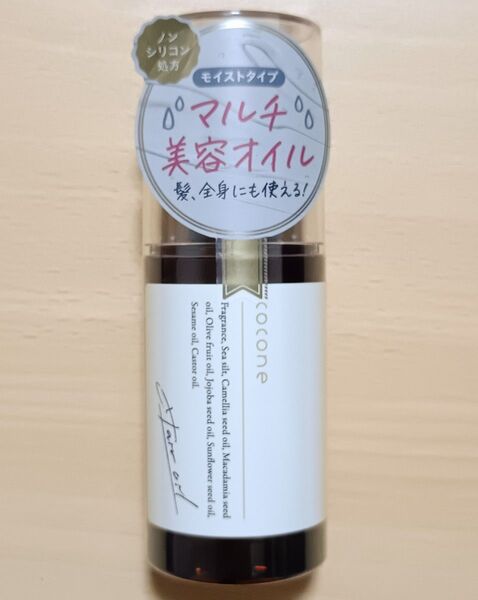 ノン
シリコン
処方
モイストタイプ
マルチ
美容オイル
髪、全身にも使える!
cocone
Fragrance, Sea silt, Camellia seed oil, Macadamia seed
oil, Olive fruit oil, Jojoba seed oil, Sunflower seed oil,
Sesame oil, Castor oil.
Hair oil